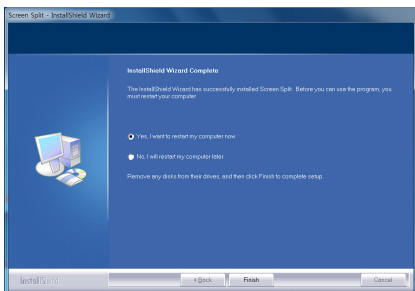 Screen Split - InstallShield Wizard
InstallShield Wizard Complete
The InstallShield Wizard has successfully installed Screen Split. Before you can use the program, you
must restart your computer.
Yes, I want to restart my computer now.
No, I will restart my computer later.
Remove any disks from their drives, and then click Finish to complete setup.
InstallShield
< Back
Finish
Cancel